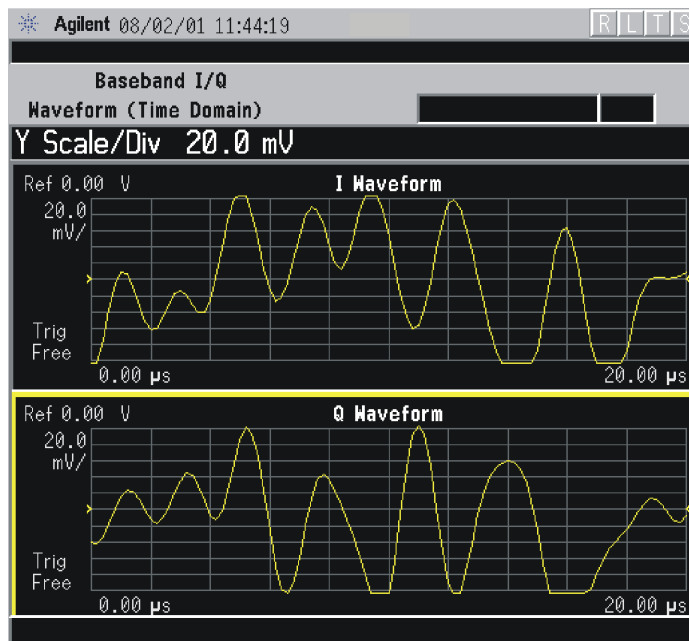 Agilent 08/02/01 11:44:19 R L T S
Baseband I/Q
Waveform (Time Domain)
Y Scale/Div 20.0 mV
Ref 0.00 V I Waveform
20.0
mV/
Trig
Free
0.00 µs 20.00 µs
Ref 0.00 V Q Waveform
20.0
mV/
Trig
Free
0.00 µs 20.00 µs